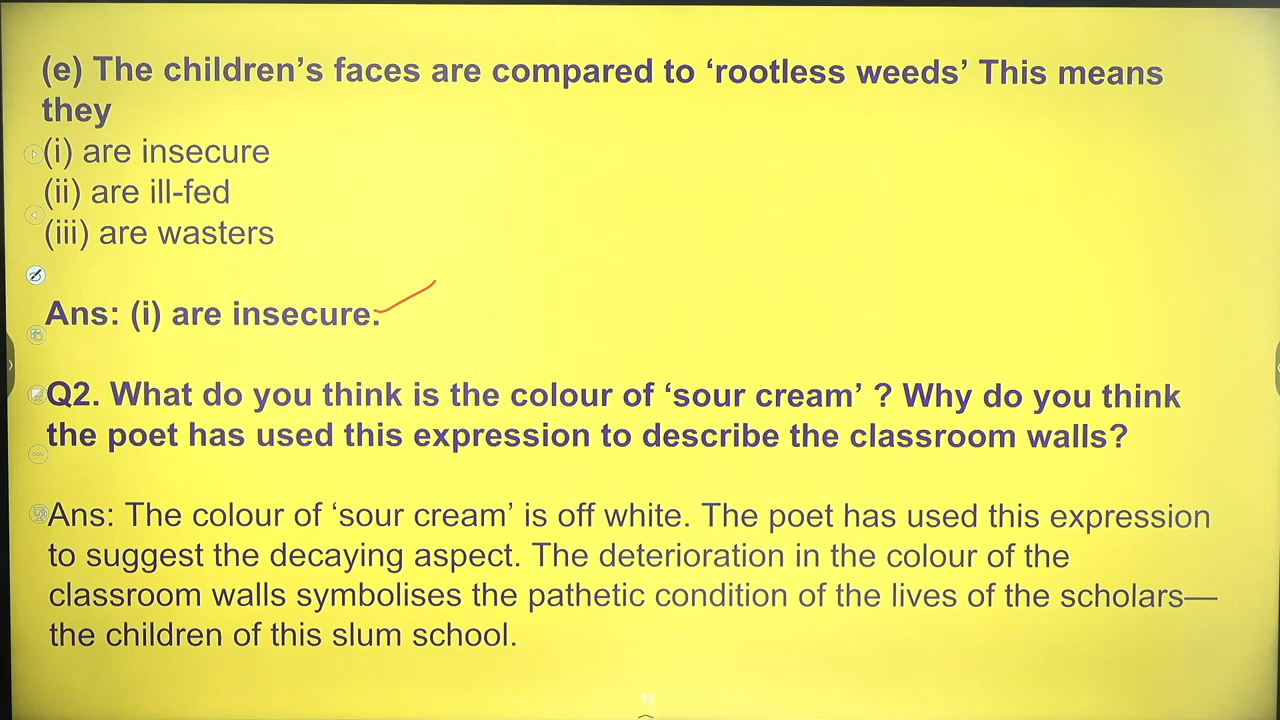 (e) The children’s faces are compared to ‘rootless weeds’ This means
they
(i) are insecure
(ii) are ill-fed
(iii) are wasters
Ans: (i) are insecure.
Q2. What do you think is the colour of ‘sour cream’ ? Why do you think
the poet has used this expression to describe the classroom walls?
Ans: The colour of ‘sour cream’ is off white. The poet has used this expression
to suggest the decaying aspect. The deterioration in the colour of the
classroom walls symbolises the pathetic condition of the lives of the scholars—
the children of this slum school.
11